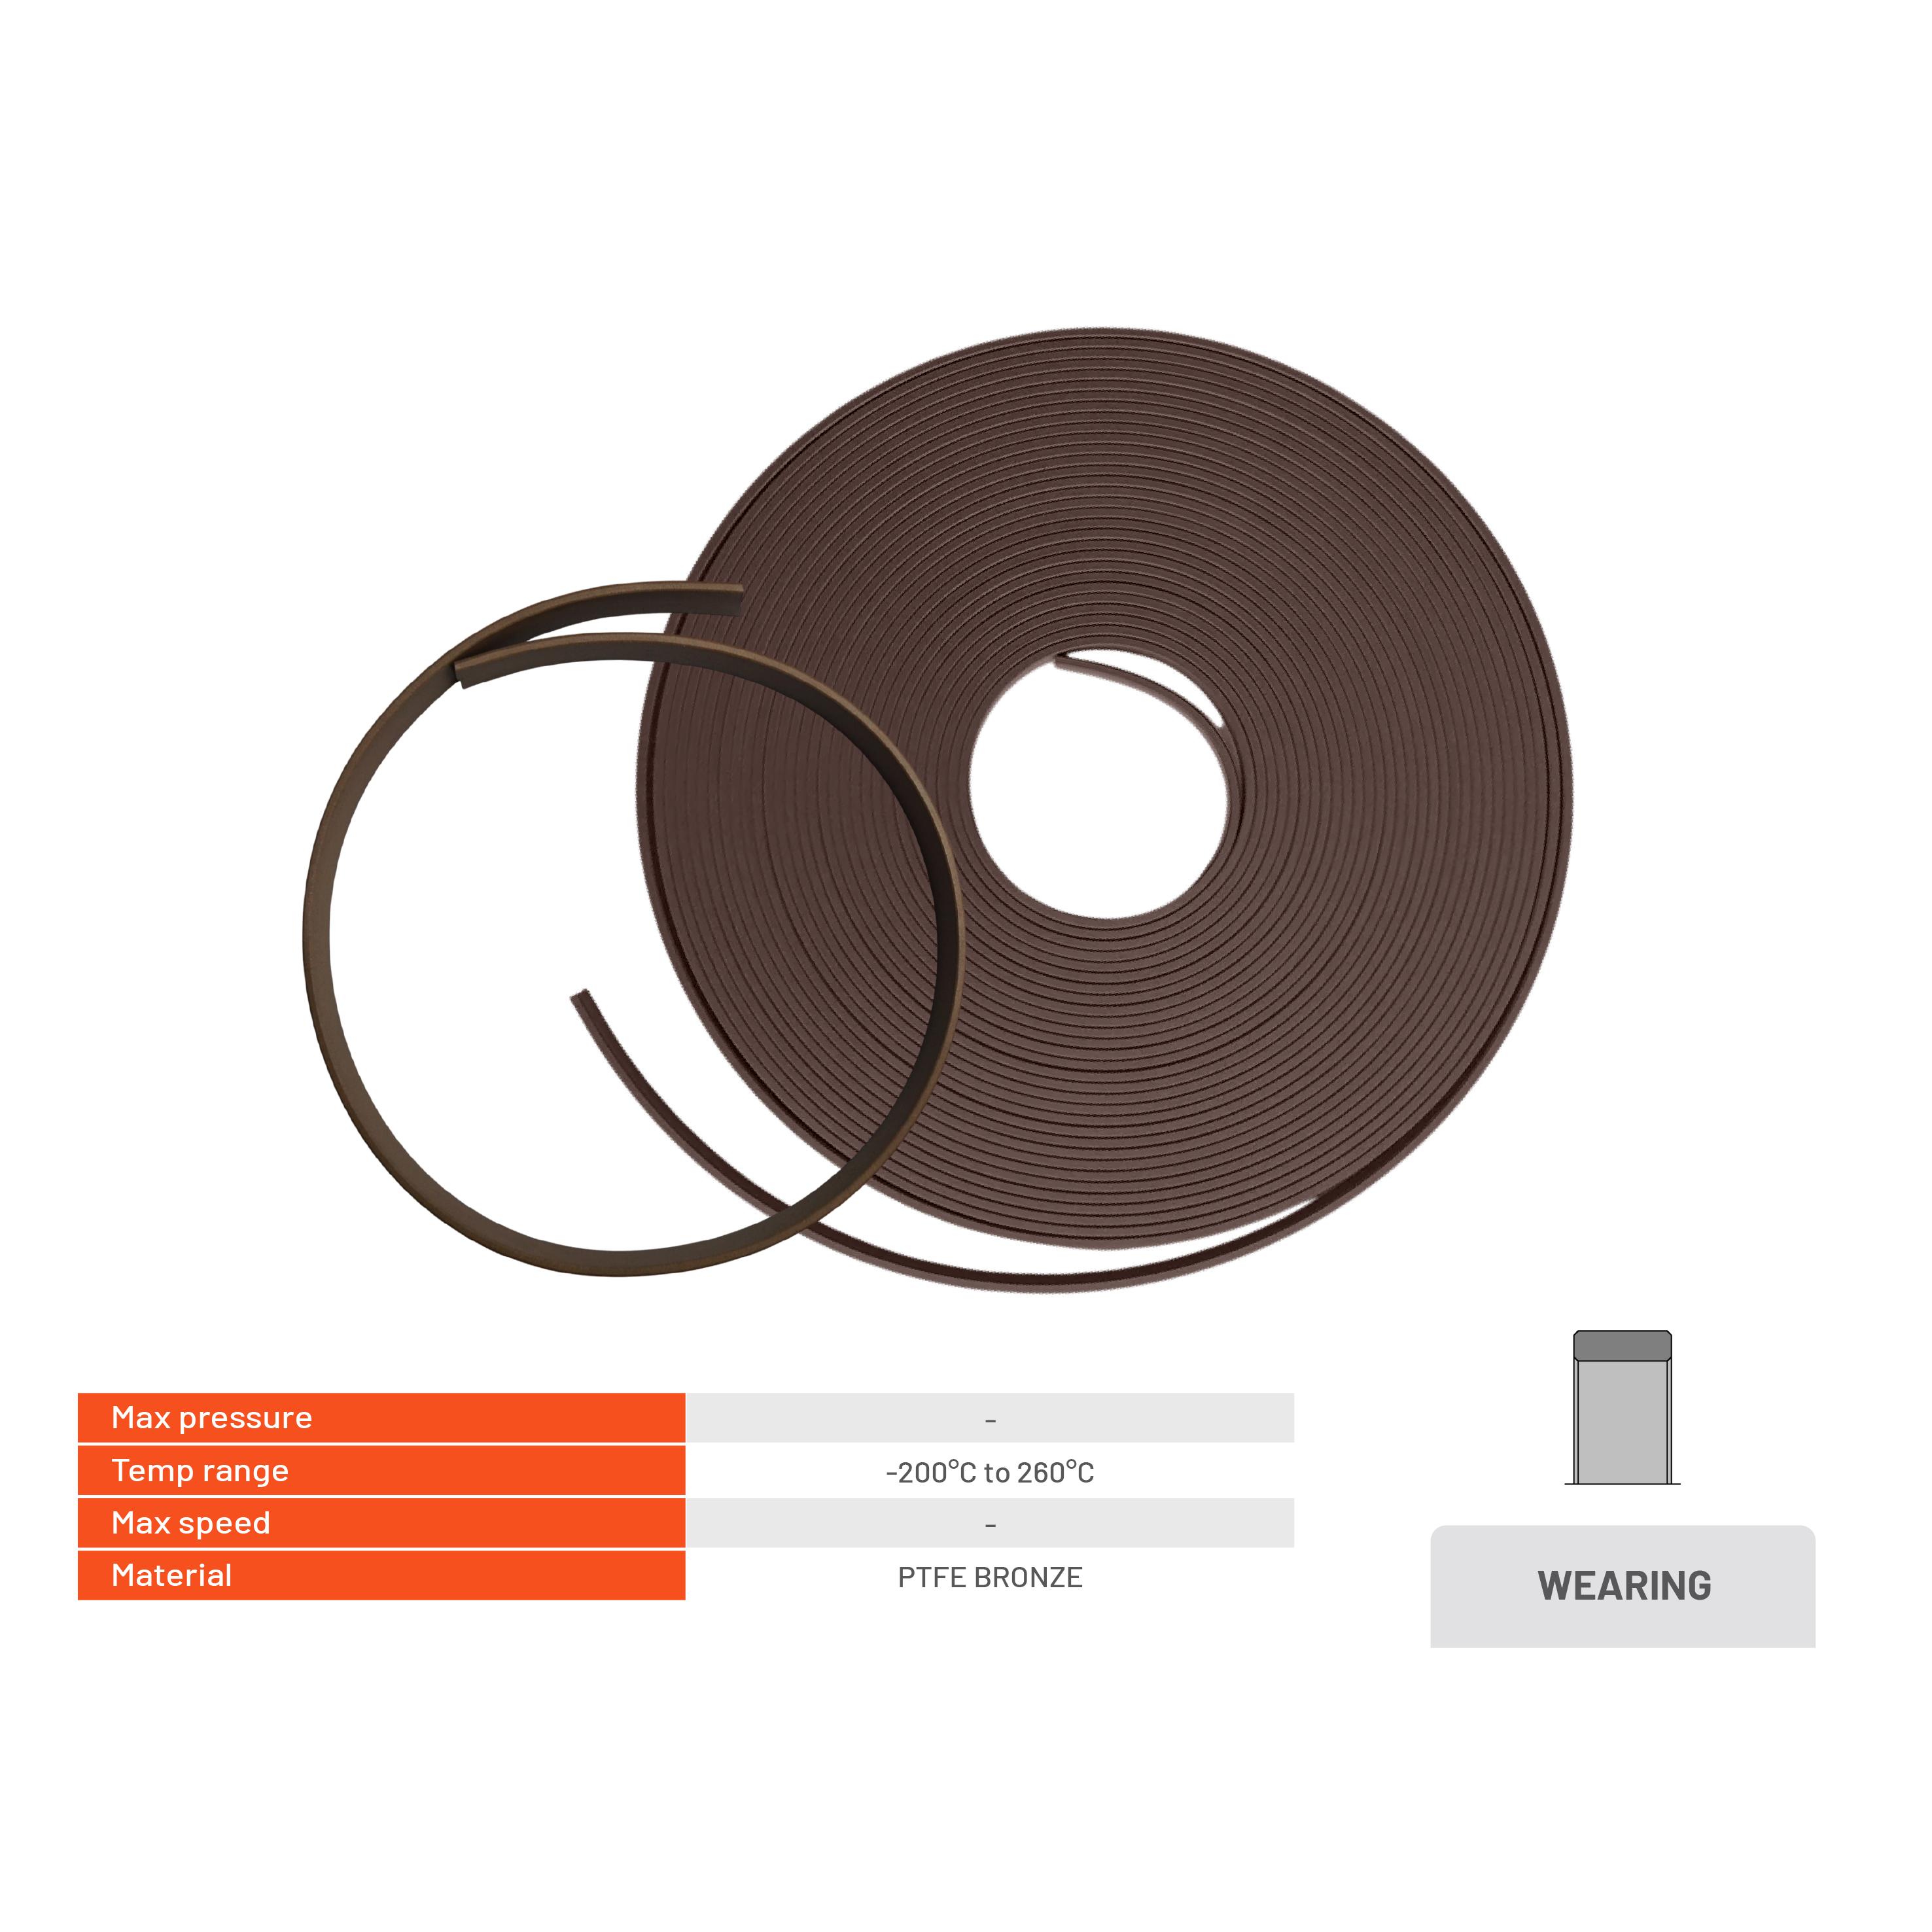 Max pressure -
Temp range -200°C to 260°C
Max speed -
Material PTFE BRONZE
WEARING